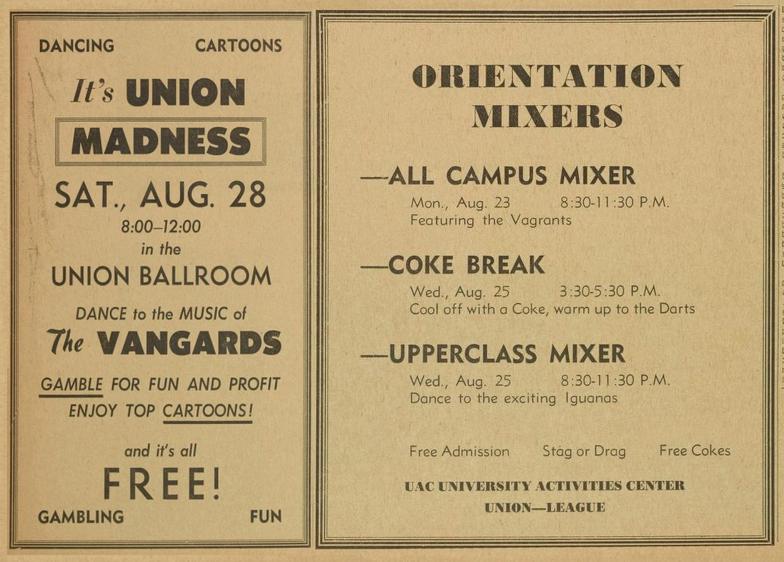 DANCING CARTOONS
It's UNION
MADNESS
SAT., AUG. 28
8:00–12:00
in the
UNION BALLROOM
DANCE to the MUSIC of
The VANGARDS
GAMBLE FOR FUN AND PROFIT
ENJOY TOP CARTOONS!
and it's all
FREE!
GAMBLING FUN
ORIENTATION
MIXERS
—ALL CAMPUS MIXER
Mon., Aug. 23 8:30-11:30 P.M.
Featuring the Vagrants
—COKE BREAK
Wed., Aug. 25 3:30-5:30 P.M.
Cool off with a Coke, warm up to the Darts
—UPPERCLASS MIXER
Wed., Aug. 25 8:30-11:30 P.M.
Dance to the exciting Iguanas
Free Admission Stag or Drag Free Cokes
UAC UNIVERSITY ACTIVITIES CENTER
UNION—LEAGUE